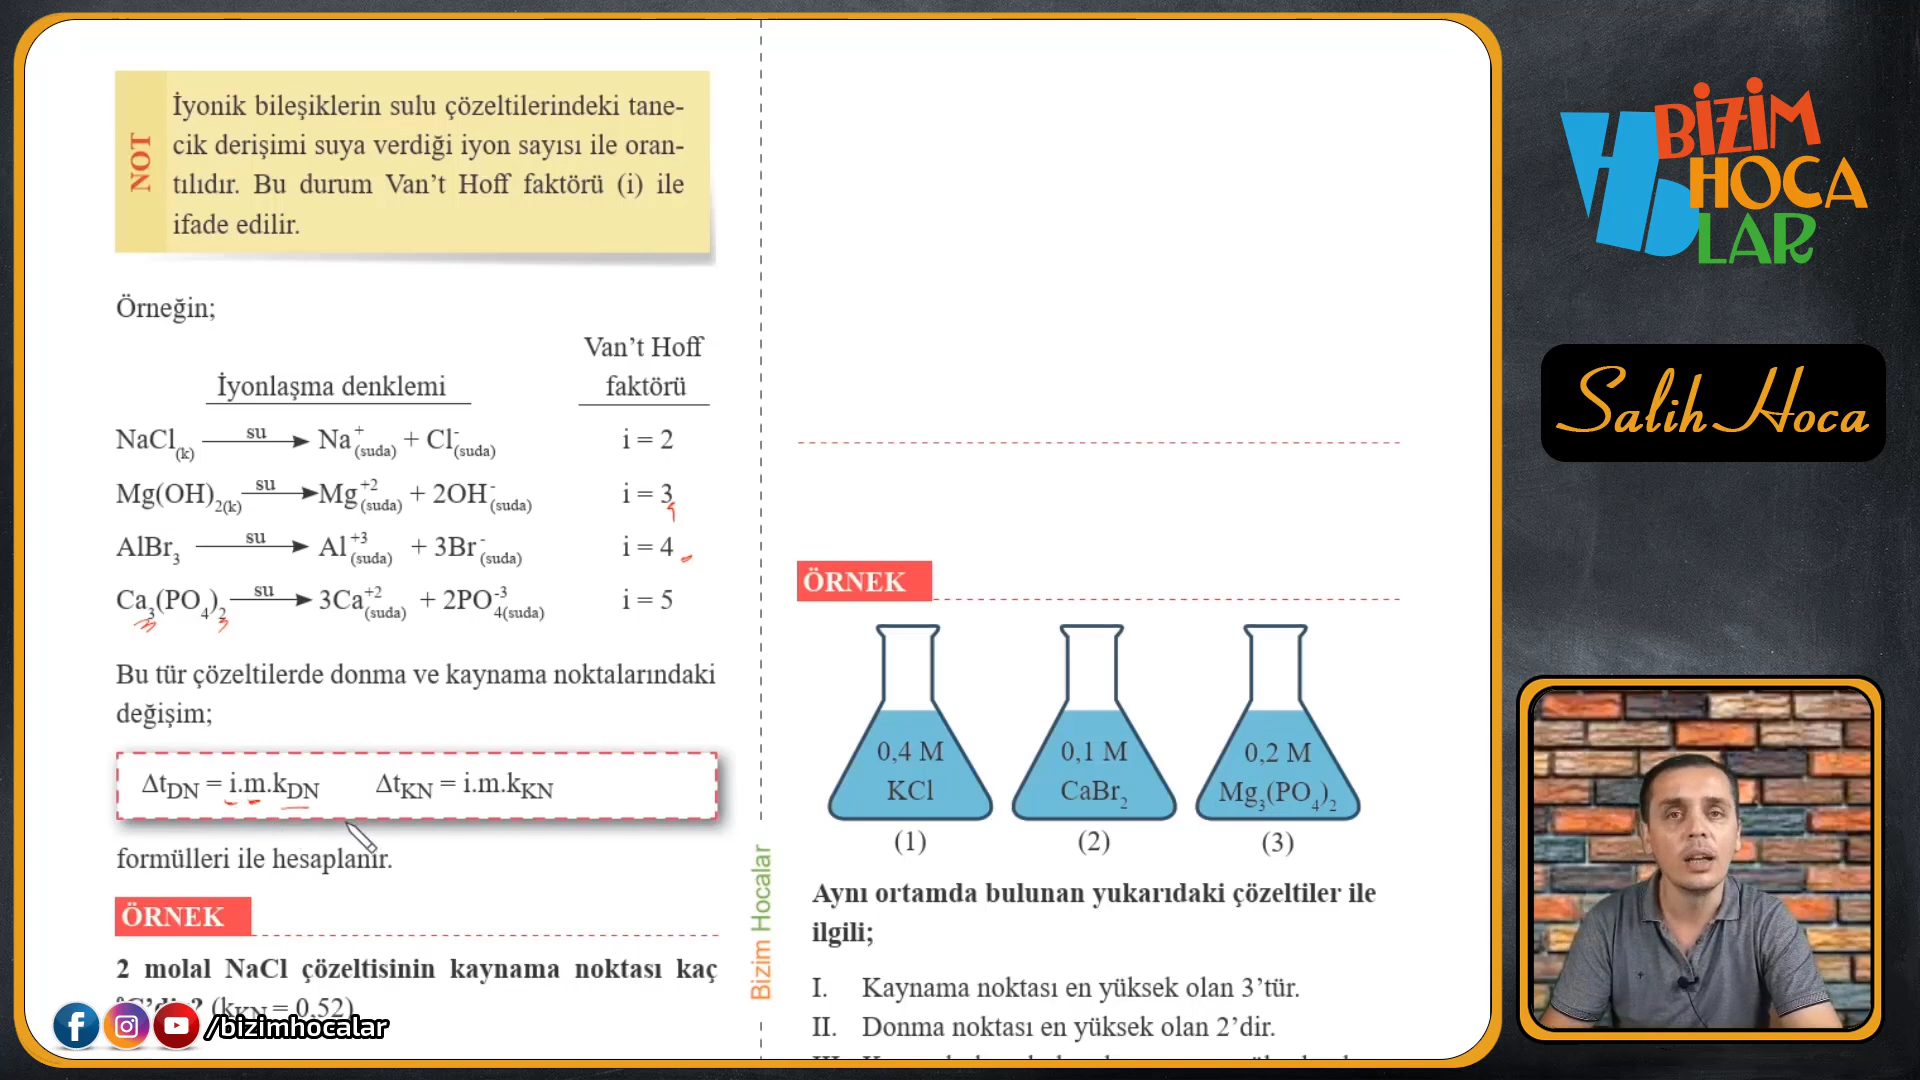 NOT
İyonik bileşiklerin sulu çözeltilerindeki tane-
cik derişimi suya verdiği iyon sayısı ile oran-
tılıdır. Bu durum Van’t Hoff faktörü (i) ile
ifade edilir.
Örneğin;
Van’t Hoff
İyonlaşma denklemi faktörü
NaCl(k) su → Na+(suda) + Cl-(suda) i = 2
Mg(OH)2(k) su → Mg+2(suda) + 2OH-(suda) i = 3
AlBr3 su → Al+3(suda) + 3Br-(suda) i = 4
Ca3(PO4)2 su → 3Ca+2(suda) + 2PO4-3(suda) i = 5
Bu tür çözeltilerde donma ve kaynama noktalarındaki
değişim;
ΔtDN = i.m.kDN ΔtKN = i.m.kKN
formülleri ile hesaplanır.
ÖRNEK
2 molal NaCl çözeltisinin kaynama noktası kaç
(kKN = 0,52)
/bizimhocalar
Bizim Hocalar
ÖRNEK
0,4 M
KCl
(1)
0,1 M
CaBr2
(2)
0,2 M
Mg3(PO4)2
(3)
Aynı ortamda bulunan yukarıdaki çözeltiler ile
ilgili;
I. Kaynama noktası en yüksek olan 3’tür.
II. Donma noktası en yüksek olan 2’dir.
BİZİM
HOCA
LAR
Salih Hoca